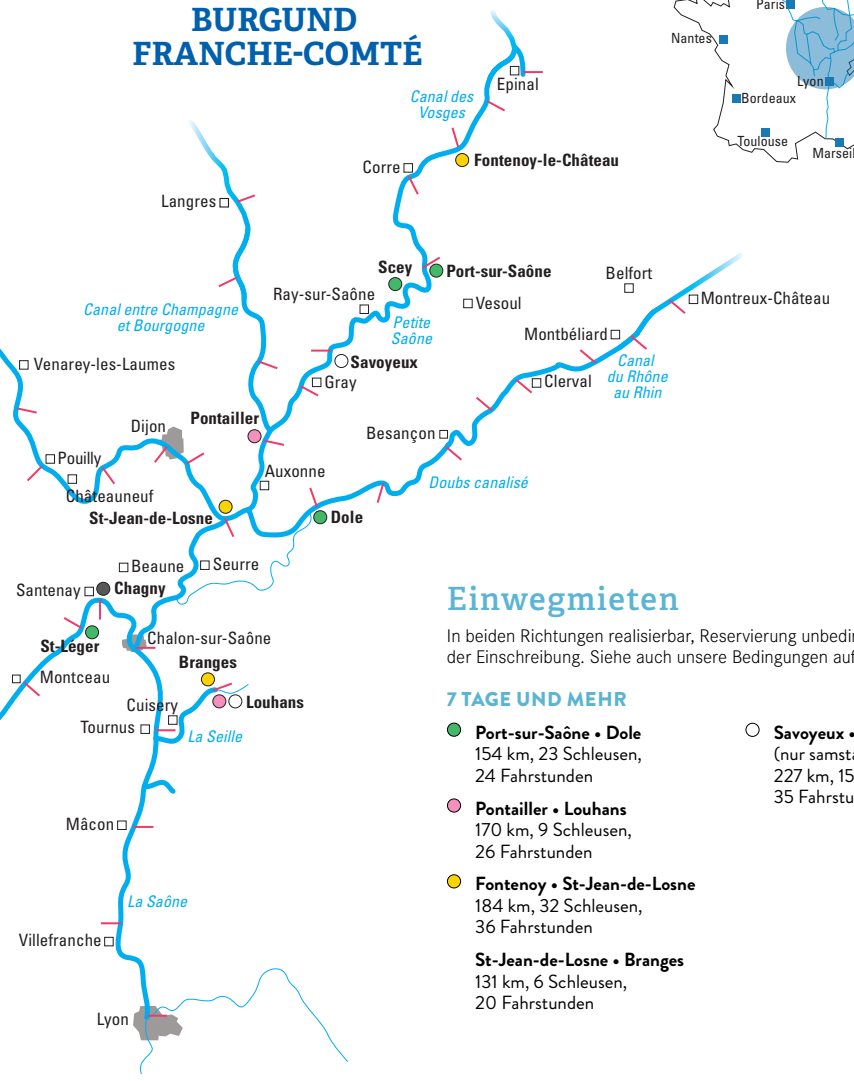 BURGUND
FRANCHE-COMTÉ
Paris
Nantes
Lyon
Bordeaux
Toulouse
Epinal
Canal des
Vosges
Fontenoy-le-Château
Corre
Langres
Scey
Port-sur-Saône
Belfort
Ray-sur-Saône
Vesoul
Montreux-Château
Canal entre Champagne
et Bourgogne
Petite
Saône
Montbéliard
Venarey-les-Laumes
Savoyeux
Canal
du Rhône
au Rhin
Gray
Clerval
Pontailler
Dijon
Besançon
Pouilly
Auxonne
Châteauneuf
Doubs canalisé
St-Jean-de-Losne
Dole
Beaune
Seurre
Santenay
Chagny
St-Léger
Chalon-sur-Saône
Montceau
Branges
Cuisery
Louhans
Tournus
La Seille
Mâcon
La Saône
Villefranche
Lyon
Einwegmieten
In beiden Richtungen realisierbar, Reservierung
der Einschreibung. Siehe auch unsere Bedingungen auf
7 TAGE UND MEHR
Port-sur-Saône • Dole
154 km, 23 Schleusen,
24 Fahrstunden
Pontailler • Louhans
170 km, 9 Schleusen,
26 Fahrstunden
Fontenoy • St-Jean-de-Losne
184 km, 32 Schleusen,
36 Fahrstunden
St-Jean-de-Losne • Branges
131 km, 6 Schleusen,
20 Fahrstunden
Savoyeux •
(nur
227 km, 15
35